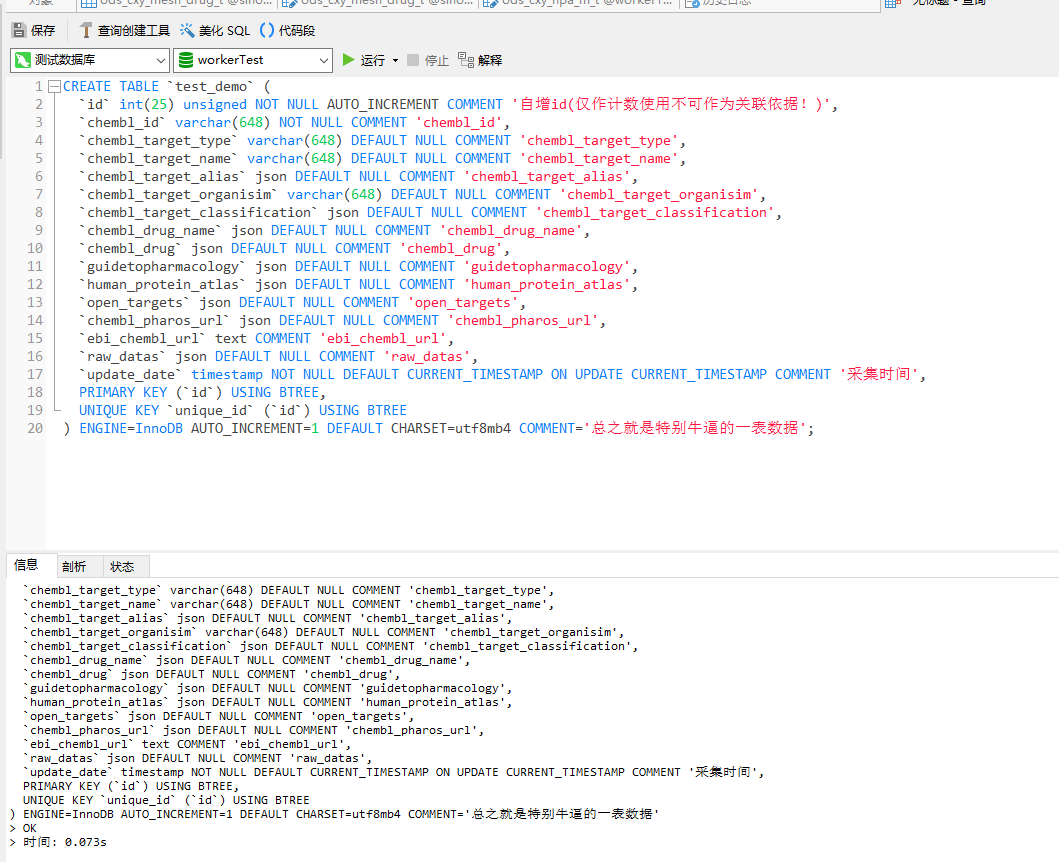 对象
ods_cxy_mesh_drug_t @sino...
ods_cxy_mesh_drug_t @sino...
ods_cxy_npa_m_t @workerT...
历史日志
无标题 - 查询
保存
查询创建工具
美化 SQL
() 代码段
测试数据库
workerTest
运行
停止
解释
1 CREATE TABLE `test_demo` (
2 `id` int(25) unsigned NOT NULL AUTO_INCREMENT COMMENT '自增id(仅作计数使用不可作为关联依据！)',
3 `chembl_id` varchar(648) NOT NULL COMMENT 'chembl_id',
4 `chembl_target_type` varchar(648) DEFAULT NULL COMMENT 'chembl_target_type',
5 `chembl_target_name` varchar(648) DEFAULT NULL COMMENT 'chembl_target_name',
6 `chembl_target_alias` json DEFAULT NULL COMMENT 'chembl_target_alias',
7 `chembl_target_organisim` varchar(648) DEFAULT NULL COMMENT 'chembl_target_organisim',
8 `chembl_target_classification` json DEFAULT NULL COMMENT 'chembl_target_classification',
9 `chembl_drug_name` json DEFAULT NULL COMMENT 'chembl_drug_name',
10 `chembl_drug` json DEFAULT NULL COMMENT 'chembl_drug',
11 `guidetopharmacology` json DEFAULT NULL COMMENT 'guidetopharmacology',
12 `human_protein_atlas` json DEFAULT NULL COMMENT 'human_protein_atlas',
13 `open_targets` json DEFAULT NULL COMMENT 'open_targets',
14 `chembl_pharos_url` json DEFAULT NULL COMMENT 'chembl_pharos_url',
15 `ebi_chembl_url` text COMMENT 'ebi_chembl_url',
16 `raw_datas` json DEFAULT NULL COMMENT 'raw_datas',
17 `update_date` timestamp NOT NULL DEFAULT CURRENT_TIMESTAMP ON UPDATE CURRENT_TIMESTAMP COMMENT '采集时间',
18 PRIMARY KEY (`id`) USING BTREE,
19 UNIQUE KEY `unique_id` (`id`) USING BTREE
20 ) ENGINE=InnoDB AUTO_INCREMENT=1 DEFAULT CHARSET=utf8mb4 COMMENT='总之就是特别牛逼的一表数据';
信息
剖析
状态
`chembl_target_type` varchar(648) DEFAULT NULL COMMENT 'chembl_target_type',
`chembl_target_name` varchar(648) DEFAULT NULL COMMENT 'chembl_target_name',
`chembl_target_alias` json DEFAULT NULL COMMENT 'chembl_target_alias',
`chembl_target_organisim` varchar(648) DEFAULT NULL COMMENT 'chembl_target_organisim',
`chembl_target_classification` json DEFAULT NULL COMMENT 'chembl_target_classification',
`chembl_drug_name` json DEFAULT NULL COMMENT 'chembl_drug_name',
`chembl_drug` json DEFAULT NULL COMMENT 'chembl_drug',
`guidetopharmacology` json DEFAULT NULL COMMENT 'guidetopharmacology',
`human_protein_atlas` json DEFAULT NULL COMMENT 'human_protein_atlas',
`open_targets` json DEFAULT NULL COMMENT 'open_targets',
`chembl_pharos_url` json DEFAULT NULL COMMENT 'chembl_pharos_url',
`ebi_chembl_url` text COMMENT 'ebi_chembl_url',
`raw_datas` json DEFAULT NULL COMMENT 'raw_datas',
`update_date` timestamp NOT NULL DEFAULT CURRENT_TIMESTAMP ON UPDATE CURRENT_TIMESTAMP COMMENT '采集时间',
PRIMARY KEY (`id`) USING BTREE,
UNIQUE KEY `unique_id` (`id`) USING BTREE
) ENGINE=InnoDB AUTO_INCREMENT=1 DEFAULT CHARSET=utf8mb4 COMMENT='总之就是特别牛逼的一表数据'
> OK
> 时间: 0.073s